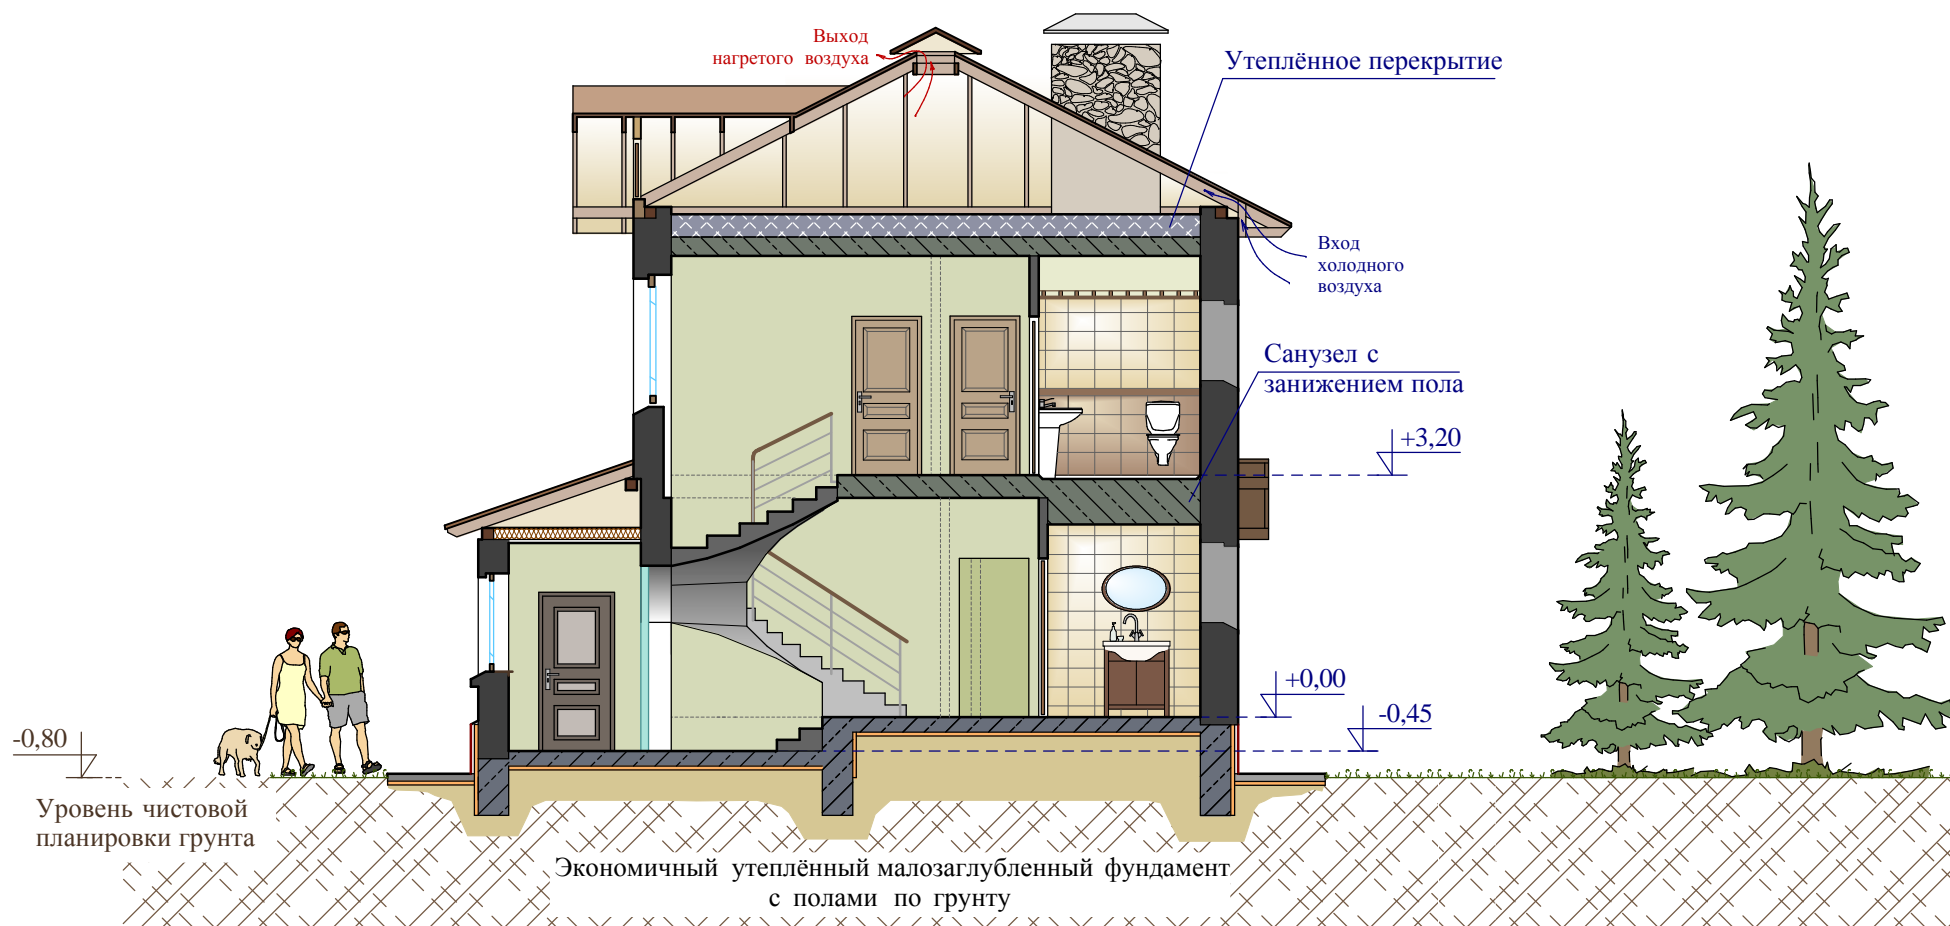 Выход
нагретого воздуха
Утеплённое перекрытие
Вход
холодного
воздуха
Санузел с
занижением пола
+3,20
+0,00
-0,45
-0,80
Уровень чистовой
планировки грунта
Экономичный утеплённый малозаглубленный фундамент
с полами по грунту